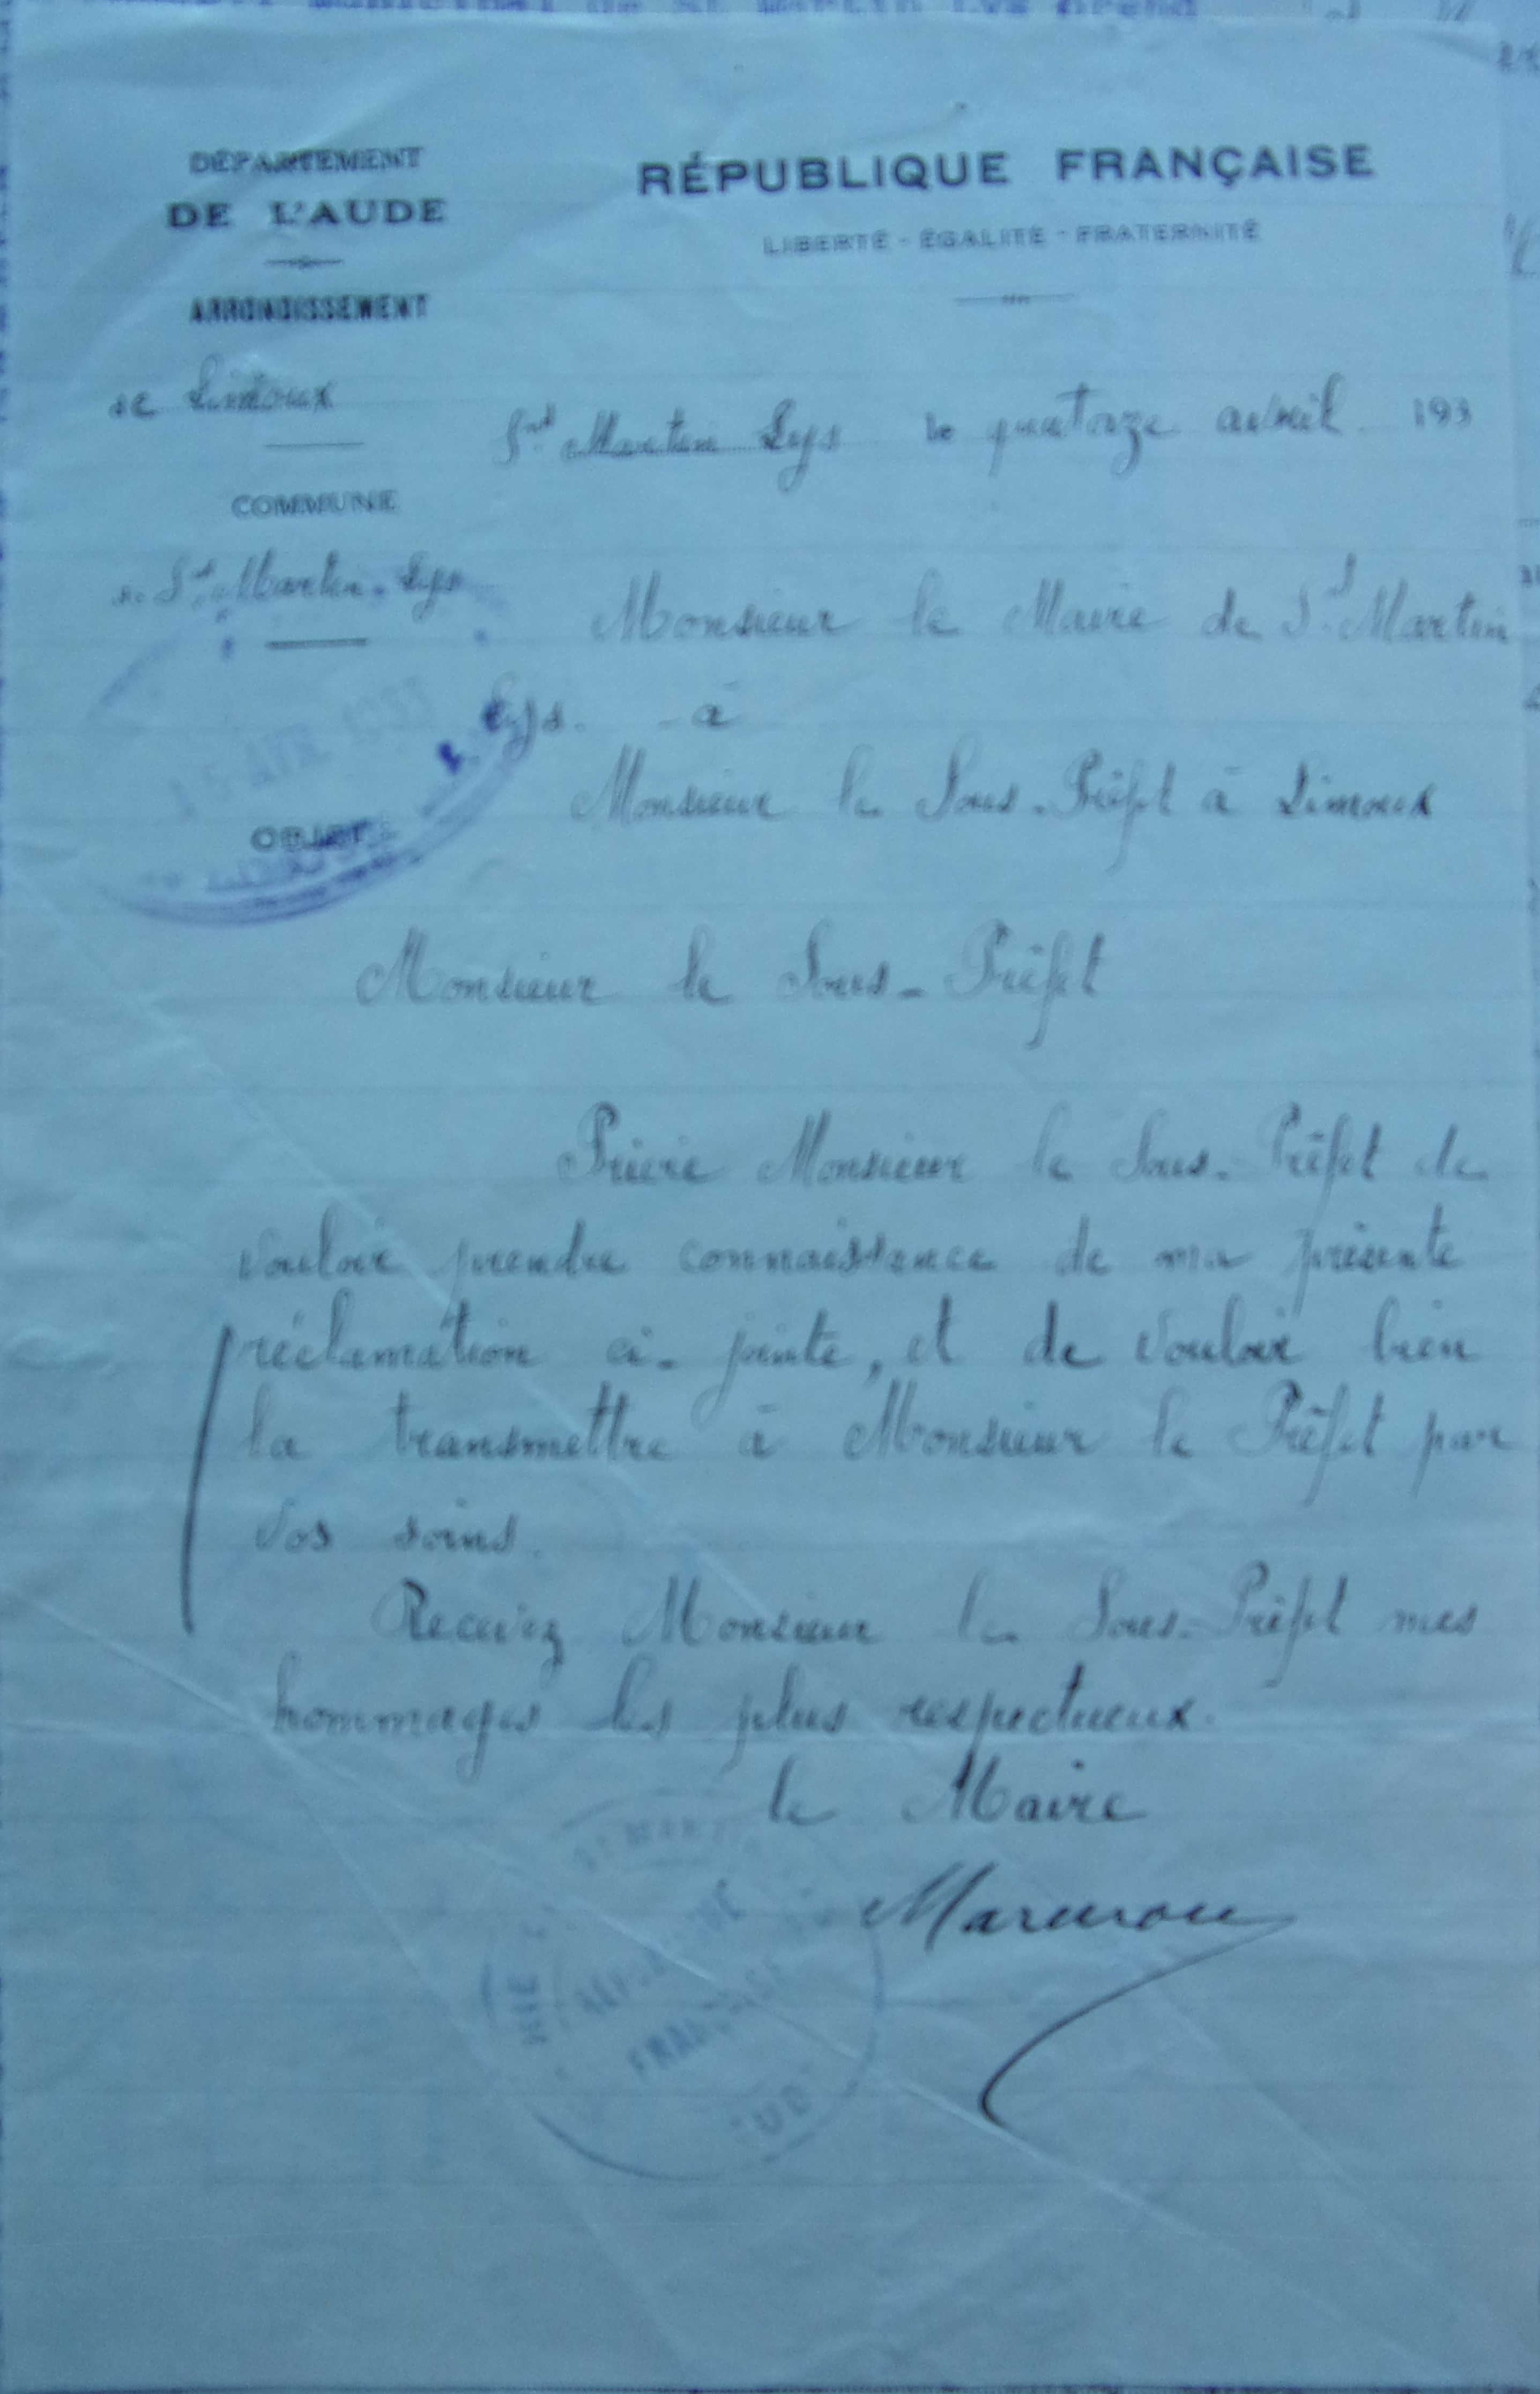 DÉPARTEMENT
DE L'AUDE
RÉPUBLIQUE FRANÇAISE
LIBERTÉ - ÉGALITÉ - FRATERNITÉ
ARRONDISSEMENT
DE Limoux
St Martin Lys le quatorze avril 193
COMMUNE
DE St Martin-Lys
Monsieur le Maire de St Martin
Lys. - à
15 AVR 1933
Monsieur le Sous-Préfet à Limoux
OBJET
Monsieur le Sous-Préfet
Prière Monsieur le Sous-Préfet de
vouloir prendre connaissance de ma présente
réclamation ci-jointe, et de vouloir bien
la transmettre à Monsieur le Préfet par
vos soins.
Recevez Monsieur le Sous-Préfet mes
hommages les plus respectueux.
le Maire
ST MART
FRANÇAISE